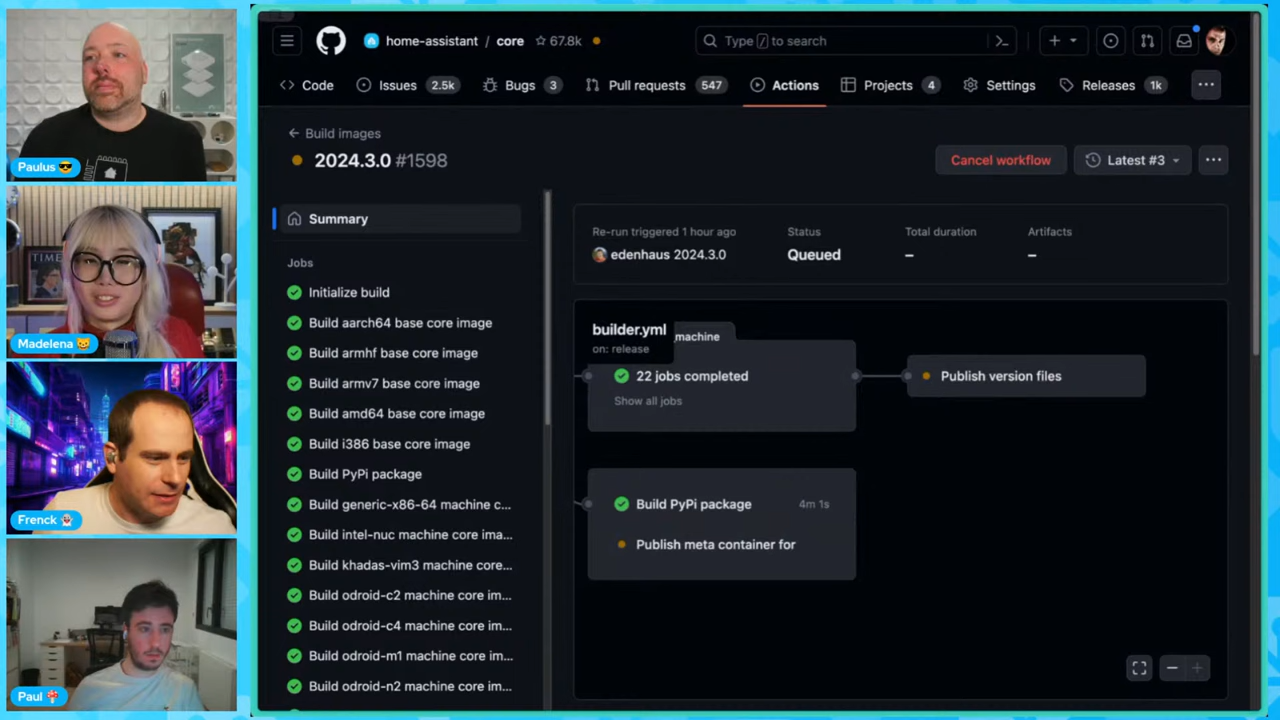 Paulus 😎
Madelena 😺
Frenck 👻
Paul 🍄
home-assistant / core 67.8k
Type / to search
Code Issues 2.5k Bugs 3 Pull requests 547 Actions Projects 4 Settings Releases 1k
Build images
2024.3.0 #1598
Cancel workflow
Latest #3
Summary
Jobs
Initialize build
Build aarch64 base core image
Build armhf base core image
Build armv7 base core image
Build amd64 base core image
Build i386 base core image
Build PyPi package
Build generic-x86-64 machine c...
Build intel-nuc machine core ima...
Build khadas-vim3 machine core...
Build odroid-c2 machine core im...
Build odroid-c4 machine core im...
Build odroid-m1 machine core im...
Build odroid-n2 machine core im...
Re-run triggered 1 hour ago
edenhaus 2024.3.0
Status
Queued
Total duration
–
Artifacts
–
builder.yml
on: release
machine
22 jobs completed
Show all jobs
Publish version files
Build PyPi package 4m 1s
Publish meta container for